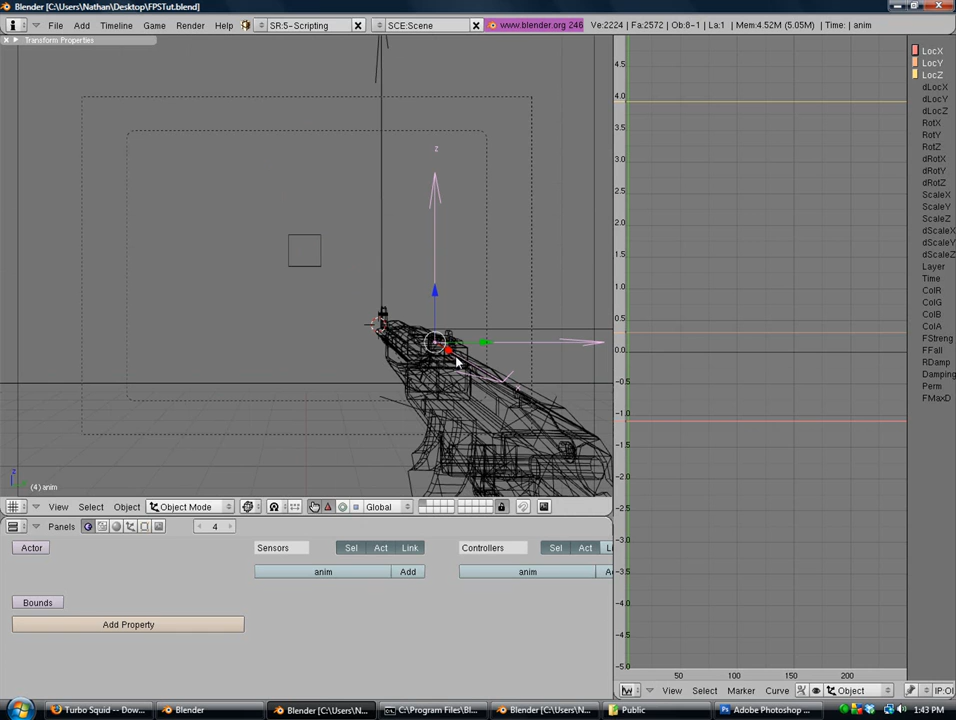 Blender [C:\Users\Nathan\Desktop\FPSTut.blend]
File Add Timeline Game Render Help SR:5-Scripting SCE:Scene www.blender.org 246 Ve:2224 | Fa:2572 | Ob:8-1 | La:1 | Mem:4.52M (5.05M) | Time: | anim
Transform Properties
z
z
y
(4) anim
View Select Object Object Mode Global
Panels 4
Actor
Bounds
Add Property
Sensors Sel Act Link
anim Add
Controllers Sel Act Li
anim A
4.5
4.0
3.5
3.0
2.5
2.0
1.5
1.0
0.5
0.0
-0.5
-1.0
-1.5
-2.0
-2.5
-3.0
-3.5
-4.0
-4.5
-5.0
50 100 150 200
LocX
LocY
LocZ
dLocX
dLocY
dLocZ
RotX
RotY
RotZ
dRotX
dRotY
dRotZ
ScaleX
ScaleY
ScaleZ
dScaleX
dScaleY
dScaleZ
Layer
Time
ColR
ColG
ColB
ColA
FStreng
FFall
RDamp
Damping
Perm
FMaxD
View Select Marker Curve Object IP:O
Turbo Squid -- Dow... Blender Blender [C:\Users\N... C:\Program Files\Bl... Blender [C:\Users\N... Public Adobe Photoshop ... 1:43 PM